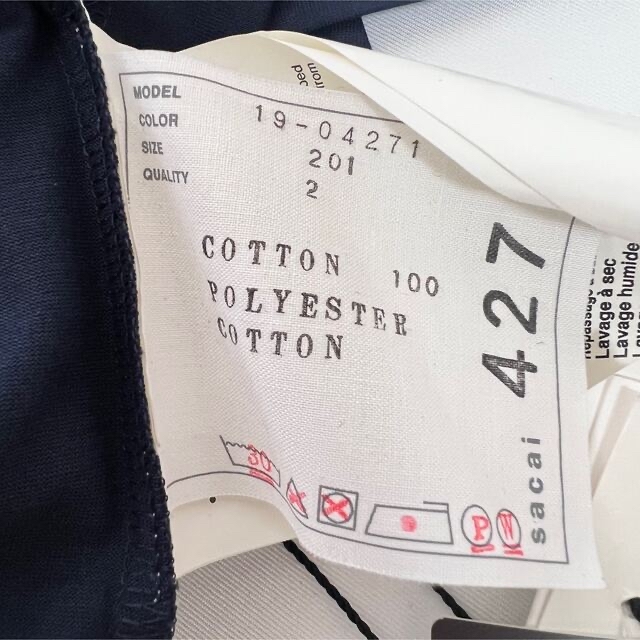 MODEL 19-04271
COLOR 201
SIZE 2
QUALITY
COTTON 100
POLYESTER
COTTON
30
P W
427
sacai
from
Lavage à sec
Lavage humide